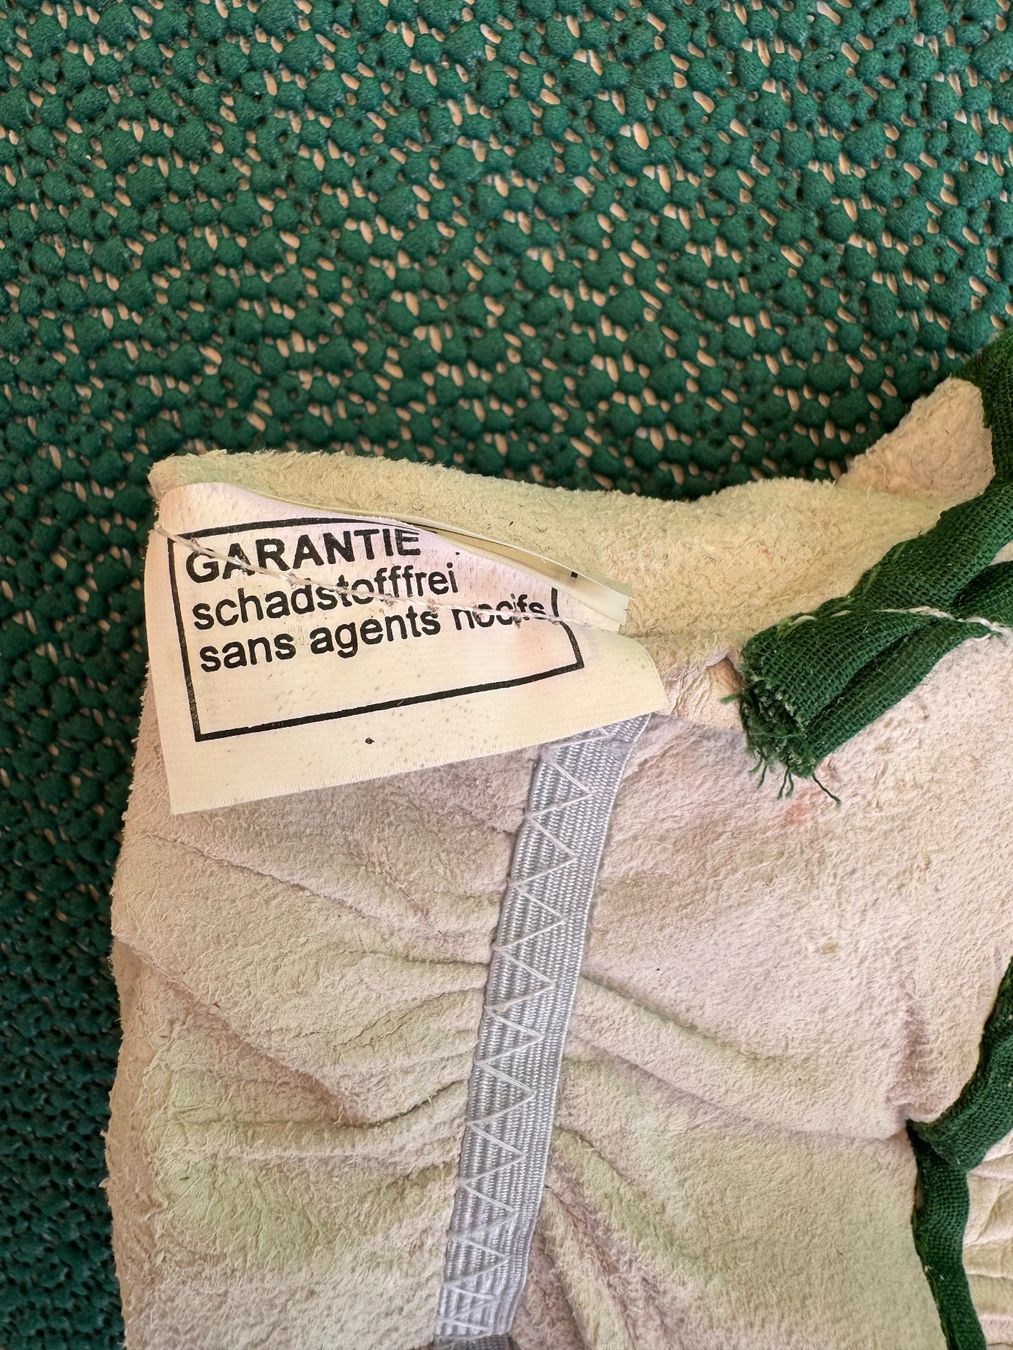 GARANTIE
schadstofffrei
sans agents nocifs